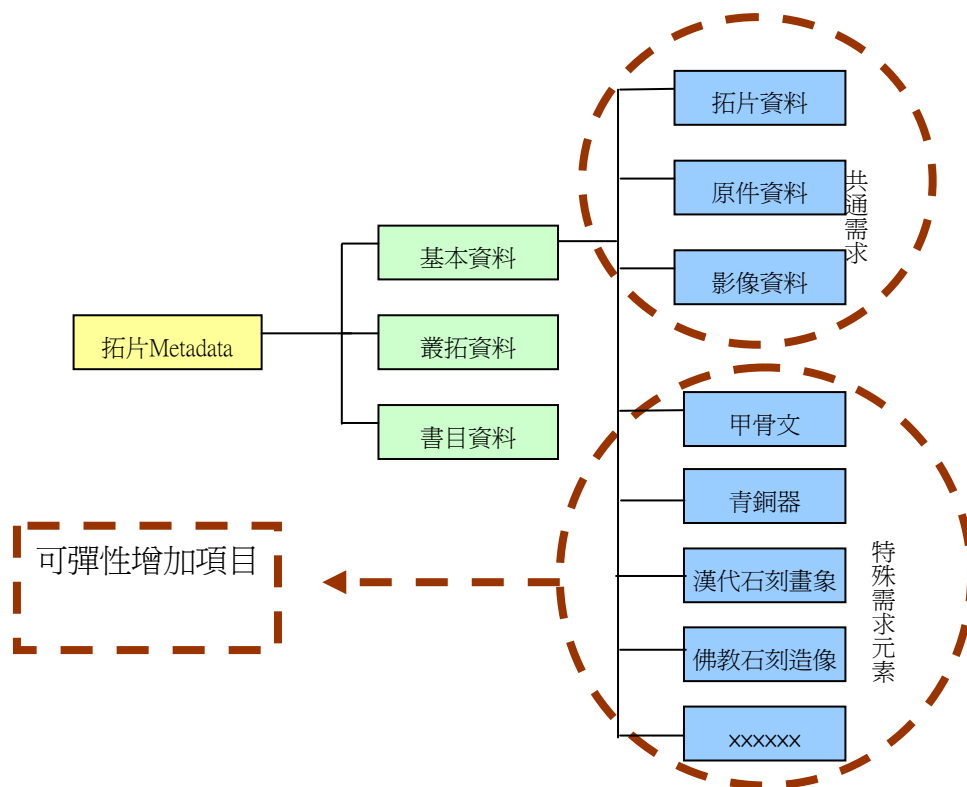 拓片Metadata
基本資料
叢拓資料
書目資料
拓片資料
原件資料
影像資料
共通需求
甲骨文
青銅器
漢代石刻畫象
佛教石刻造像
xxxxxx
特殊需求元素
可彈性增加項目